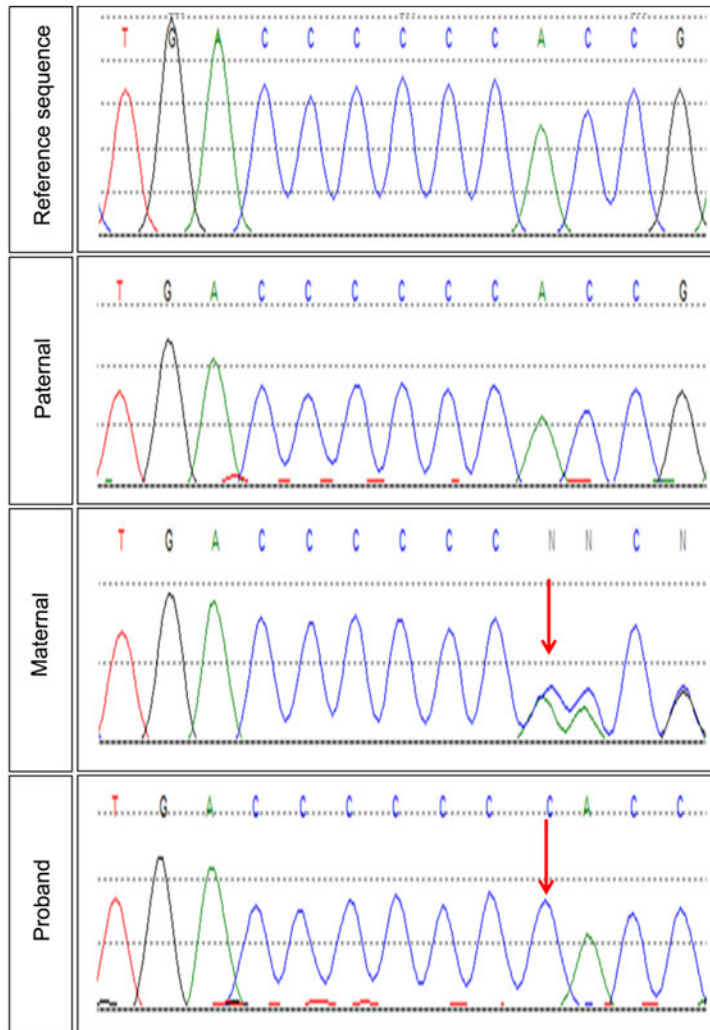 Reference sequence
T G A C C C C C C A C C G
Paternal
T G A C C C C C C A C C G
Maternal
T G A C C C C C C N N C N
Proband
T G A C C C C C C C A C C